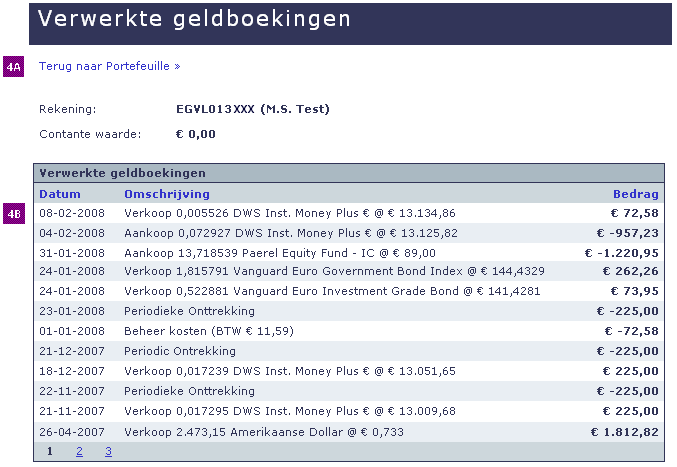 Verwerkte geldboekingen
4A Terug naar Portefeuille »
Rekening: EGVL013XXX (M.S. Test)
Contante waarde: € 0,00
Verwerkte geldboekingen
Datum Omschrijving Bedrag
4B 08-02-2008 Verkoop 0,005526 DWS Inst. Money Plus € @ € 13.134,86 € 72,58
04-02-2008 Aankoop 0,072927 DWS Inst. Money Plus € @ € 13.125,82 € -957,23
31-01-2008 Aankoop 13,718539 Paerel Equity Fund - IC @ € 89,00 € -1.220,95
24-01-2008 Verkoop 1,815791 Vanguard Euro Government Bond Index @ € 144,4329 € 262,26
24-01-2008 Verkoop 0,522881 Vanguard Euro Investment Grade Bond @ € 141,4281 € 73,95
23-01-2008 Periodieke Onttrekking € -225,00
01-01-2008 Beheer kosten (BTW € 11,59) € -72,58
21-12-2007 Periodic Ontrekking € -225,00
18-12-2007 Verkoop 0,017239 DWS Inst. Money Plus € @ € 13.051,65 € 225,00
22-11-2007 Periodieke Onttrekking € -225,00
21-11-2007 Verkoop 0,017295 DWS Inst. Money Plus € @ € 13.009,68 € 225,00
26-04-2007 Verkoop 2.473,15 Amerikaanse Dollar @ € 0,733 € 1.812,82
1 2 3